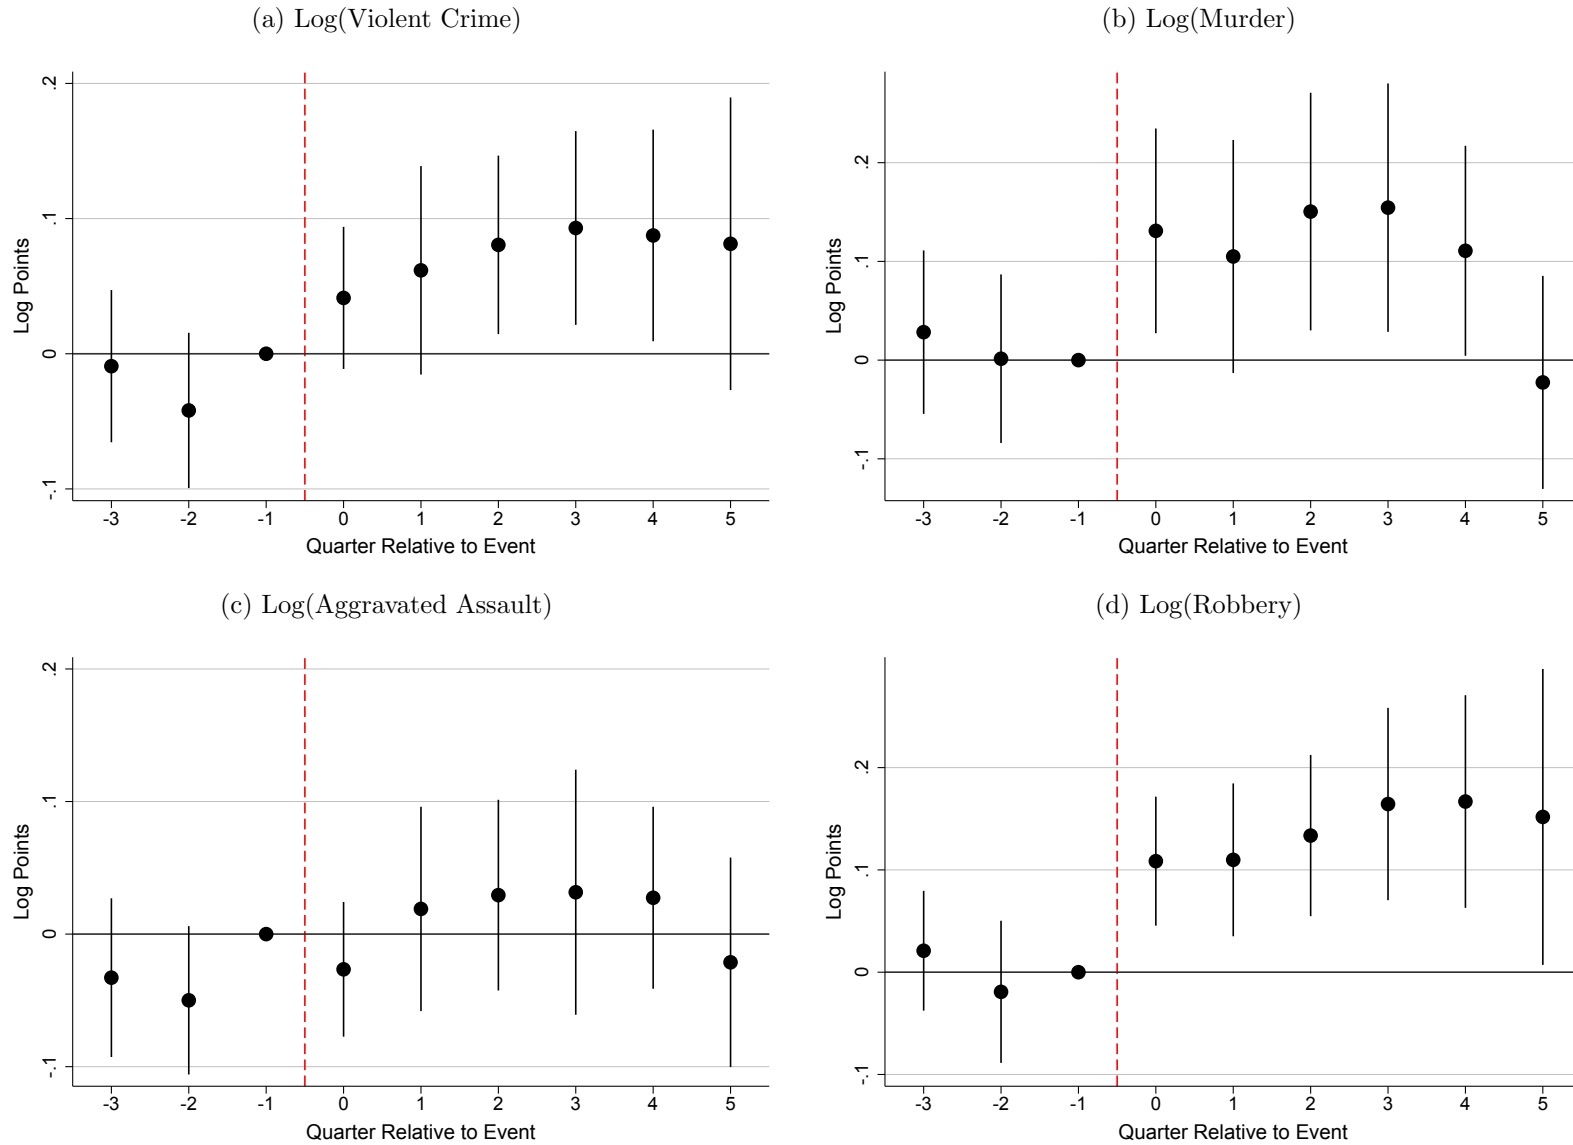 (a) Log(Violent Crime)
Log Points
.2
.1
0
-.1
-3 -2 -1 0 1 2 3 4 5
Quarter Relative to Event
(b) Log(Murder)
Log Points
.2
.1
0
-.1
-3 -2 -1 0 1 2 3 4 5
Quarter Relative to Event
(c) Log(Aggravated Assault)
Log Points
.2
.1
0
-.1
-3 -2 -1 0 1 2 3 4 5
Quarter Relative to Event
(d) Log(Robbery)
Log Points
.2
.1
0
-.1
-3 -2 -1 0 1 2 3 4 5
Quarter Relative to Event